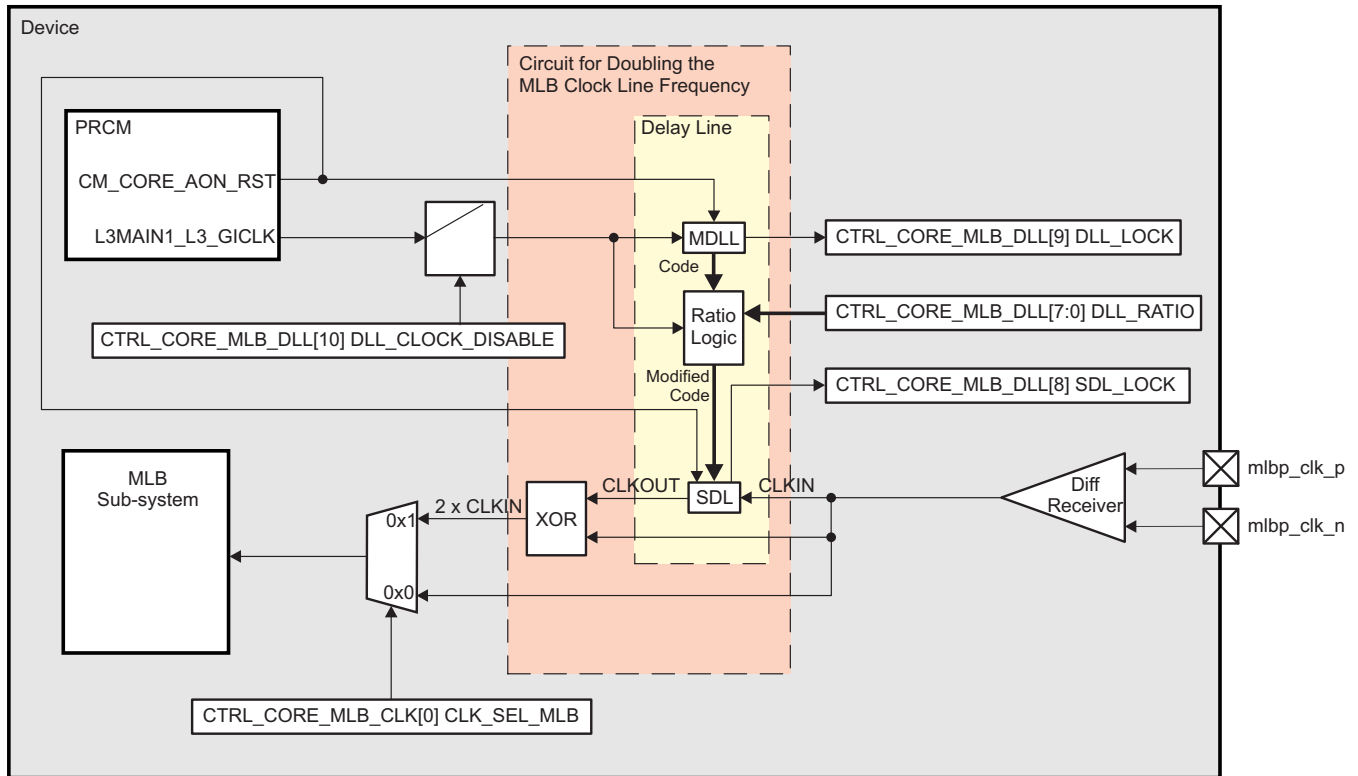 Device
Circuit for Doubling the
MLB Clock Line Frequency
PRCM
CM_CORE_AON_RST
L3MAIN1_L3_GICLK
Delay Line
MDLL
CTRL_CORE_MLB_DLL[9] DLL_LOCK
Code
Ratio
Logic
CTRL_CORE_MLB_DLL[7:0] DLL_RATIO
CTRL_CORE_MLB_DLL[10] DLL_CLOCK_DISABLE
Modified
Code
CTRL_CORE_MLB_DLL[8] SDL_LOCK
MLB
Sub-system
0x1
0x0
2 x CLKIN
XOR
CLKOUT
SDL
CLKIN
Diff
Receiver
mlbp_clk_p
mlbp_clk_n
CTRL_CORE_MLB_CLK[0] CLK_SEL_MLB